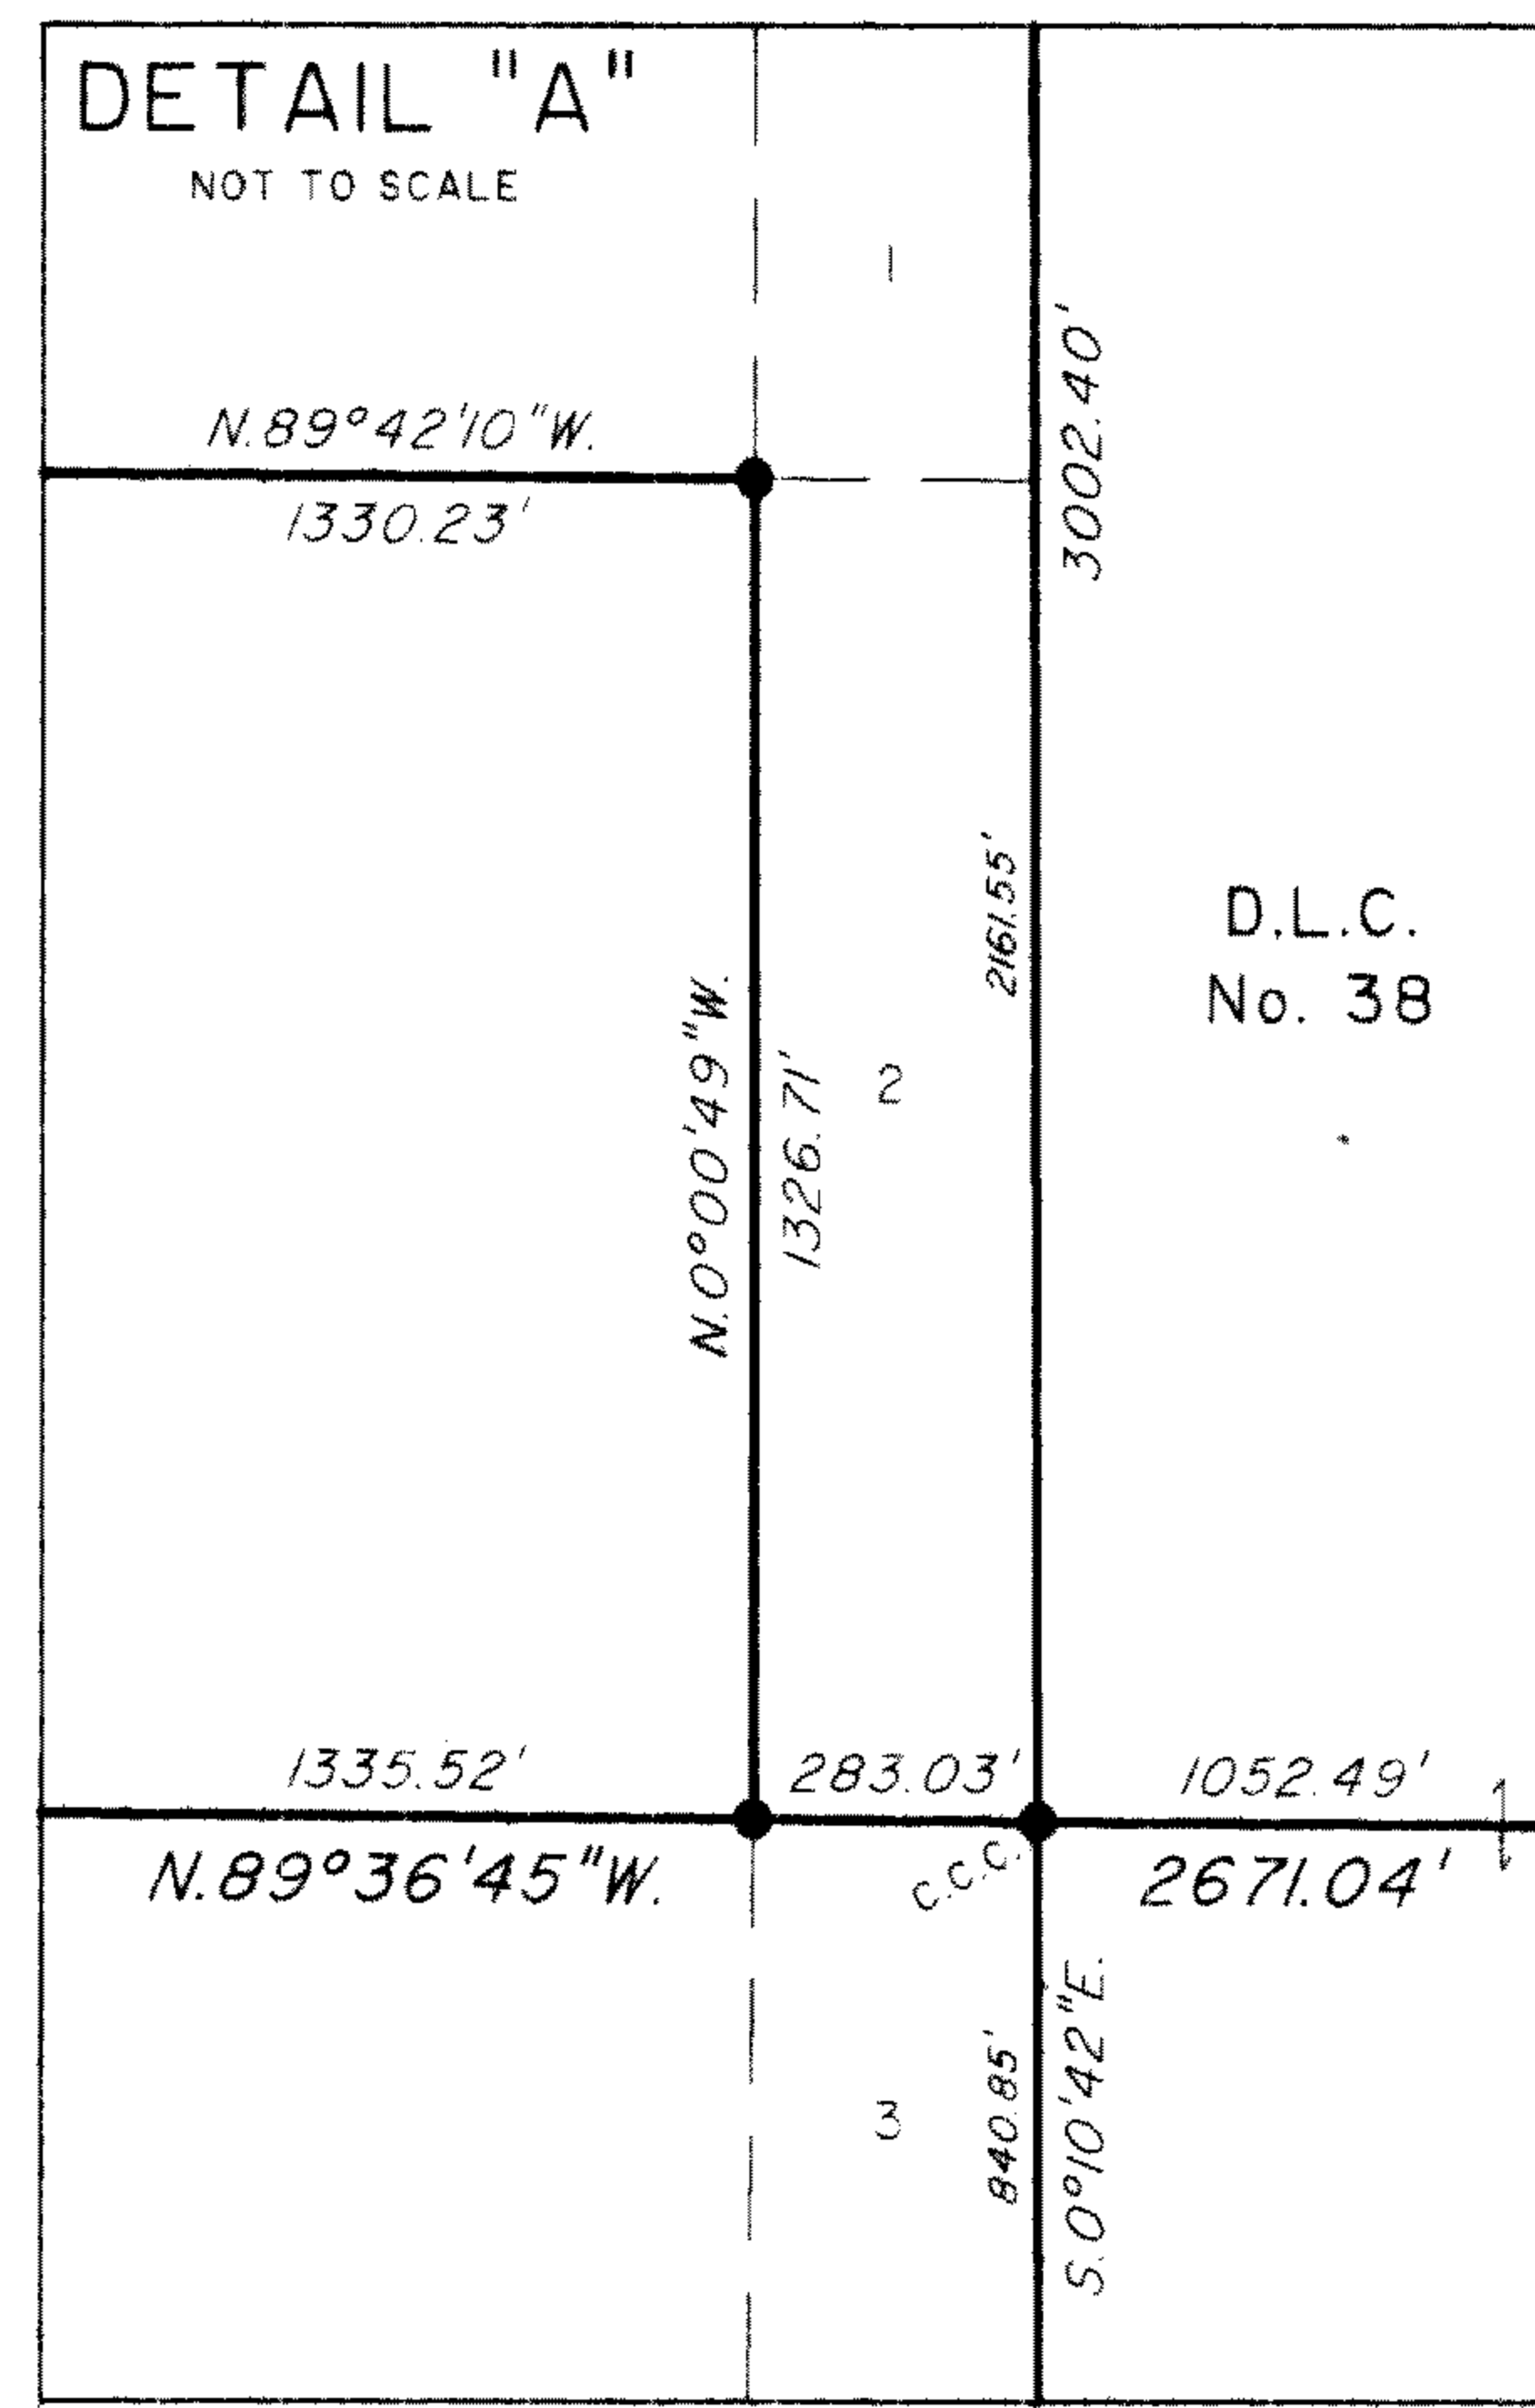 DETAIL "A"
NOT TO SCALE
1
3002.40'
N.89°42'10"W.
1330.23'
2161.55'
D.L.C.
No. 38
N.0°00'49"W.
1326.71'
2
1335.52'
283.03'
1052.49'
N.89°36'45"W.
C.C.C.
2671.04'
840.85'
S.0°10'42"E.
3